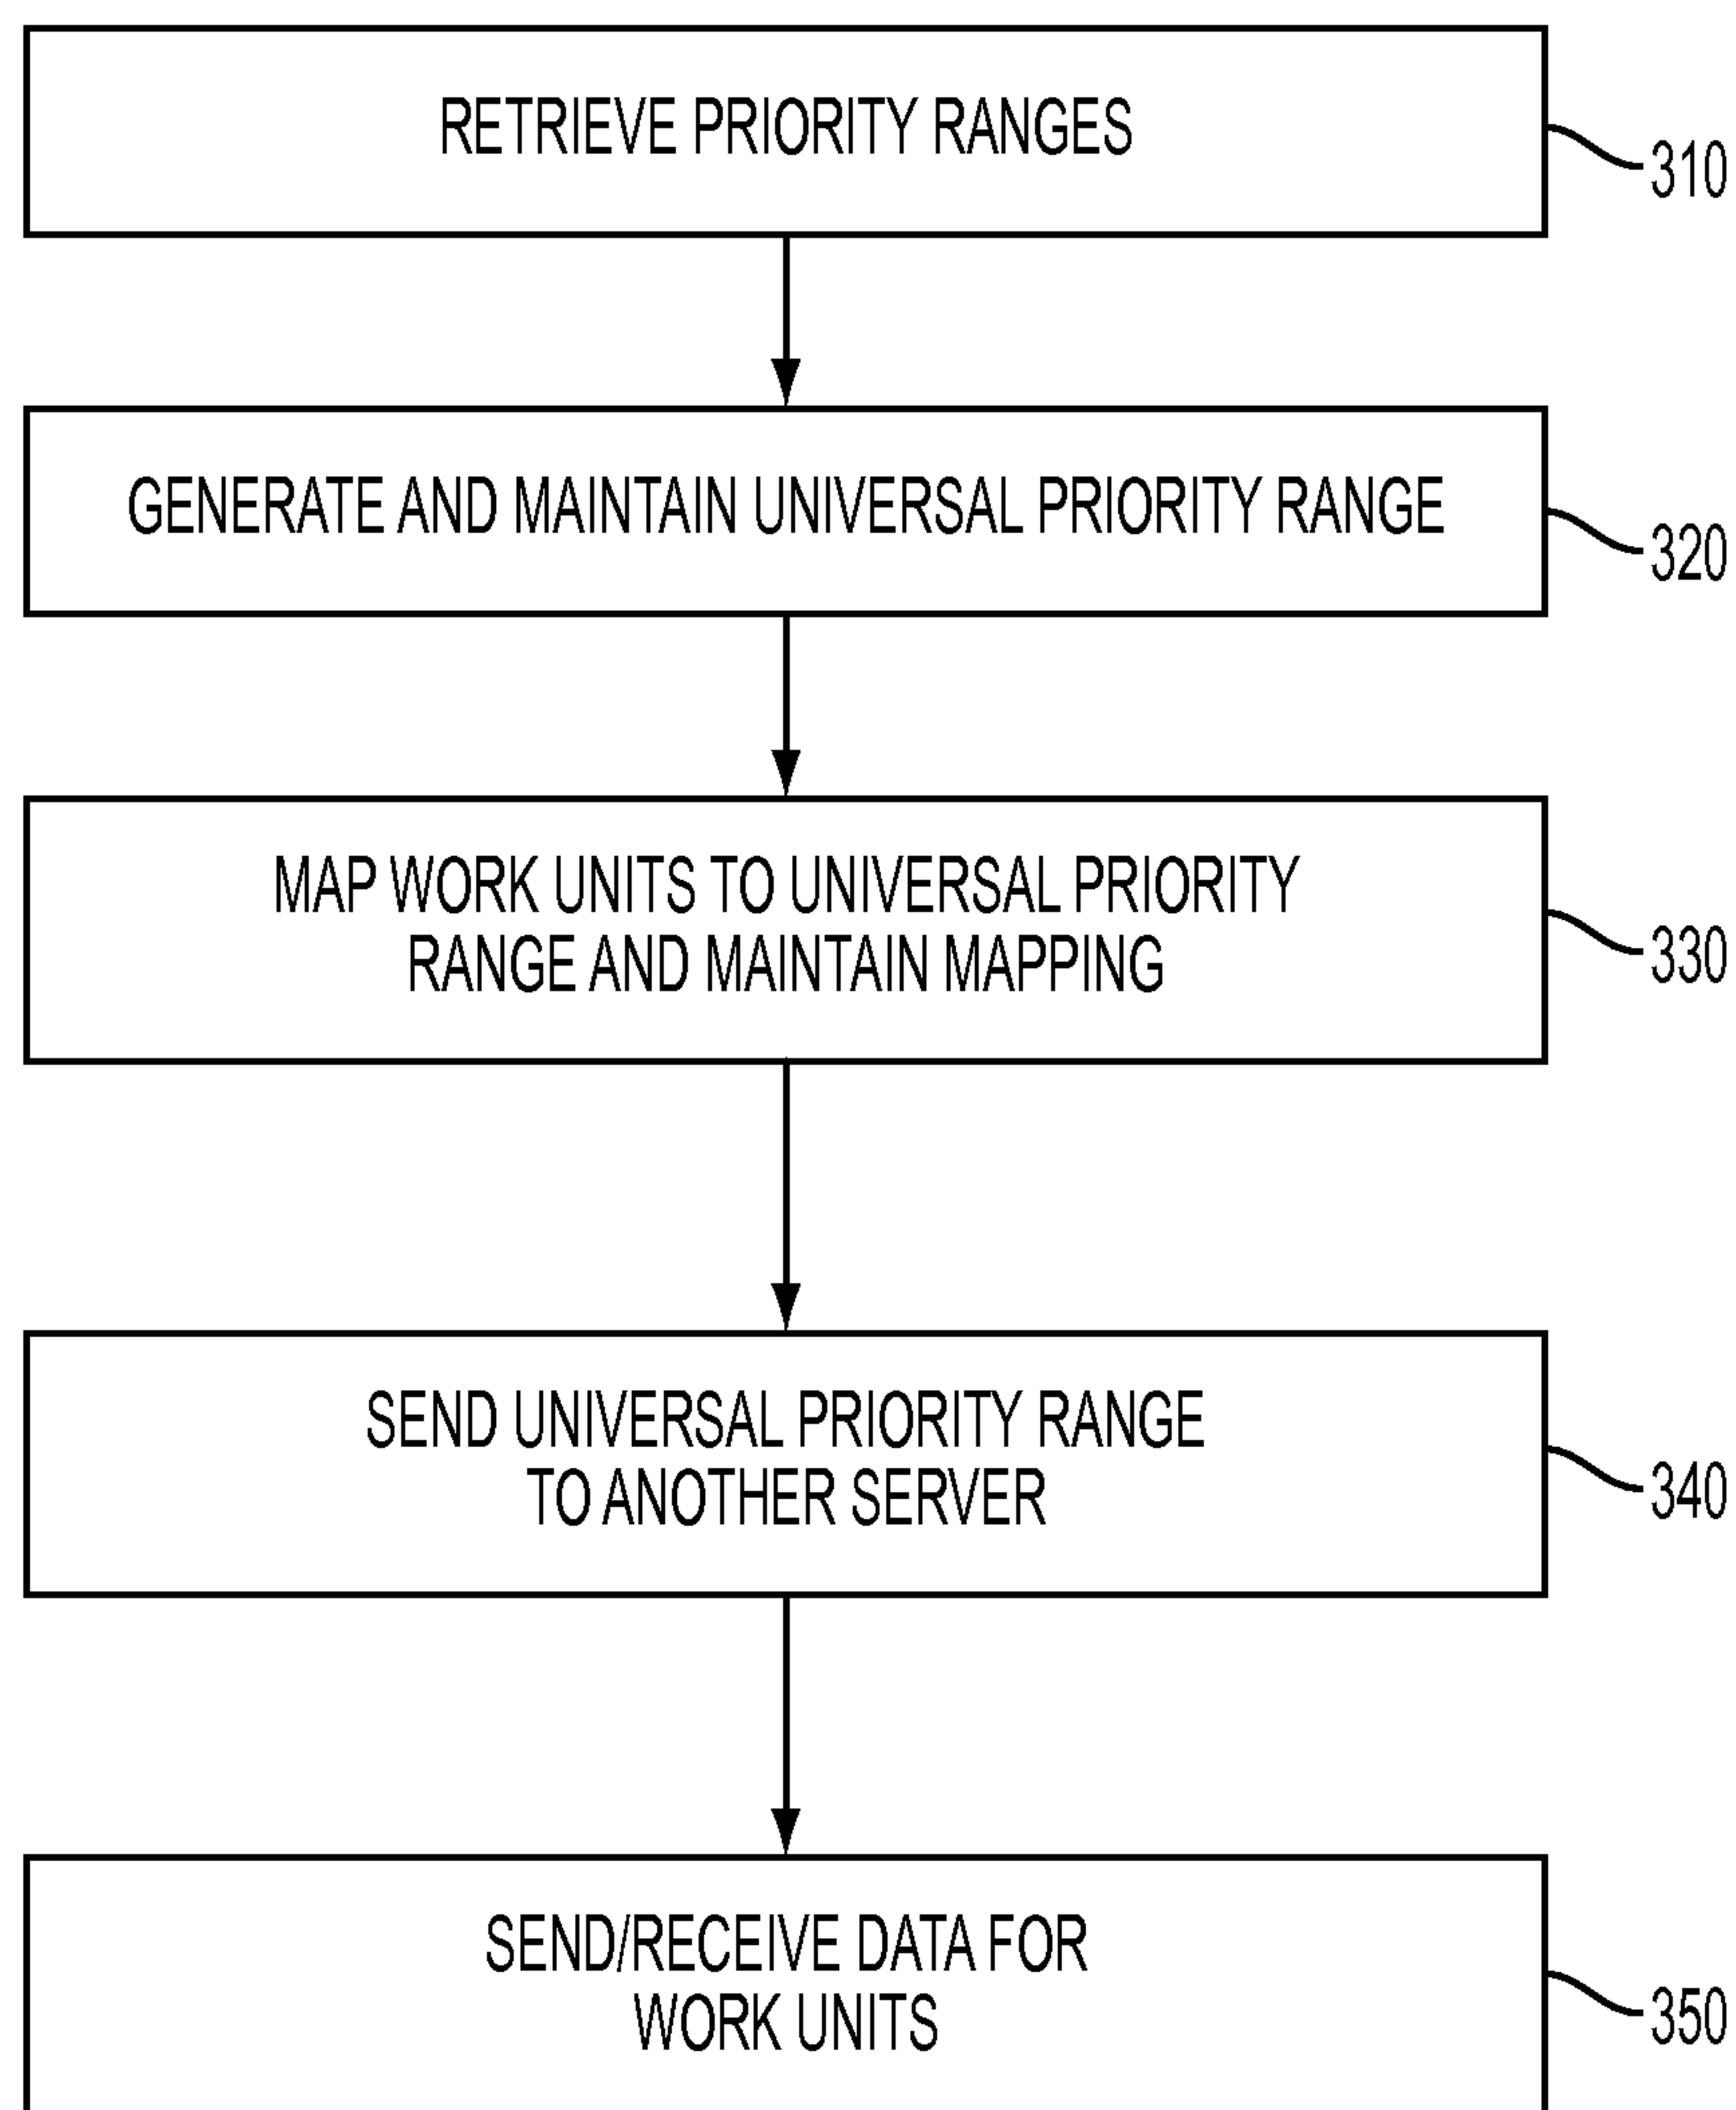 RETRIEVE PRIORITY RANGES
310
GENERATE AND MAINTAIN UNIVERSAL PRIORITY RANGE
320
MAP WORK UNITS TO UNIVERSAL PRIORITY
RANGE AND MAINTAIN MAPPING
330
SEND UNIVERSAL PRIORITY RANGE
TO ANOTHER SERVER
340
SEND/RECEIVE DATA FOR
WORK UNITS
350